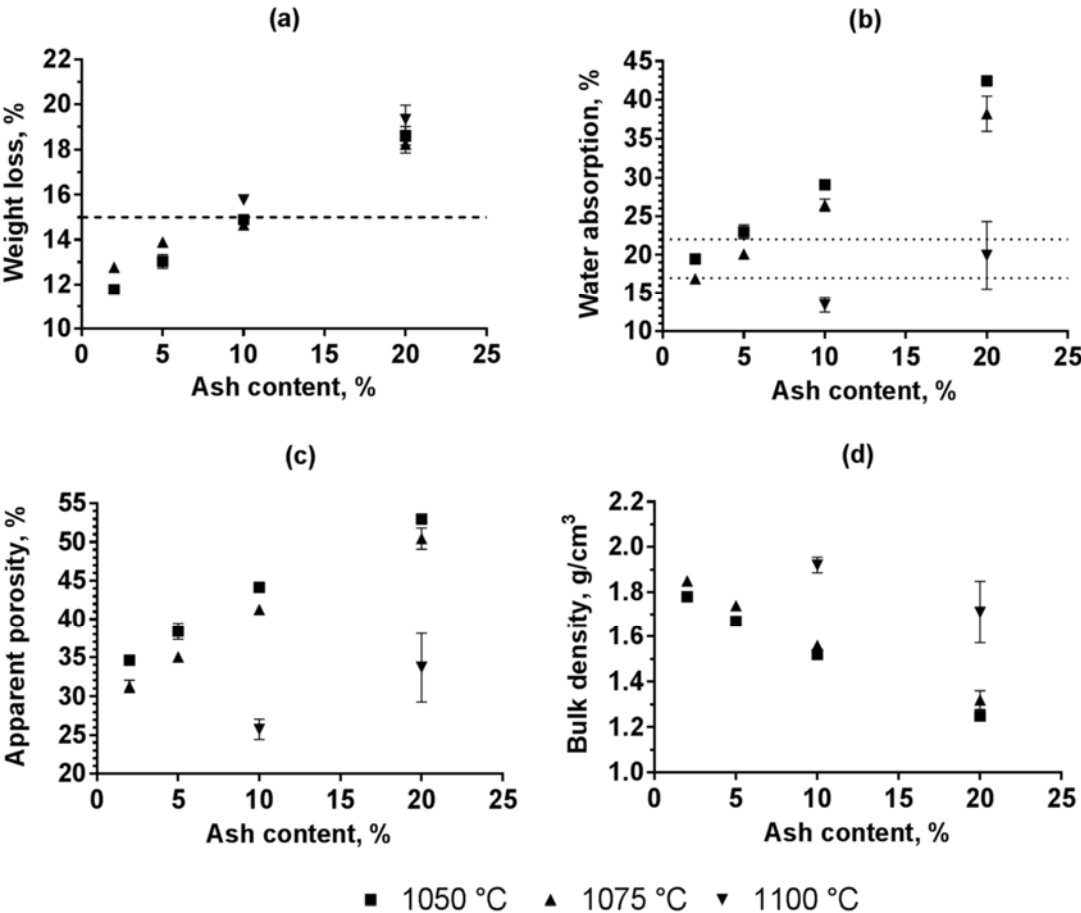 (a)
Weight loss, %
22
20
18
16
14
12
10
0 5 10 15 20 25
Ash content, %
(b)
Water absorption, %
45
40
35
30
25
20
15
10
0 5 10 15 20 25
Ash content, %
(c)
Apparent porosity, %
55
50
45
40
35
30
25
20
0 5 10 15 20 25
Ash content, %
(d)
Bulk density, g/cm³
2.2
2.0
1.8
1.6
1.4
1.2
1.0
0 5 10 15 20 25
Ash content, %
1050 °C 1075 °C 1100 °C